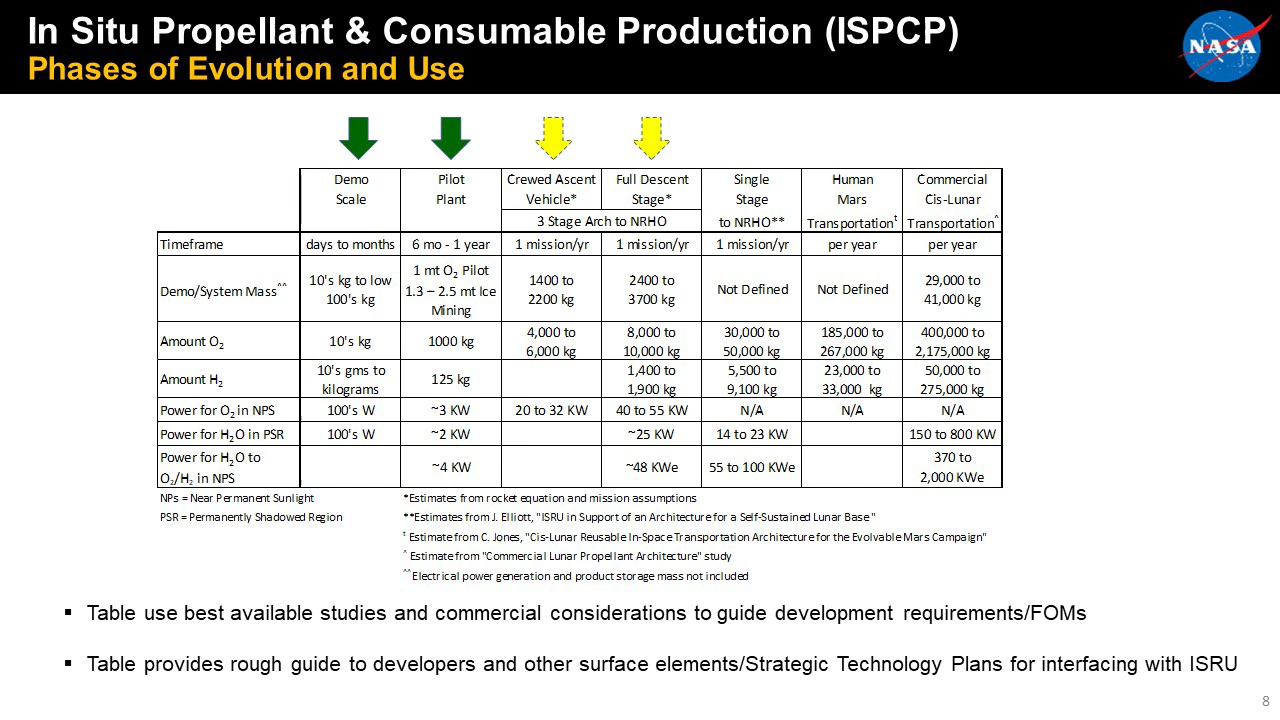 In Situ Propellant & Consumable Production (ISPCP)
Phases of Evolution and Use
NASA
Demo Scale | Pilot Plant | Crewed Ascent Vehicle* | Full Descent Stage* | Single Stage to NRHO** | Human Mars Transportation^t | Commercial Cis-Lunar Transportation^
3 Stage Arch to NRHO
Timeframe | days to months | 6 mo - 1 year | 1 mission/yr | 1 mission/yr | 1 mission/yr | per year | per year
Demo/System Mass^^ | 10's kg to low 100's kg | 1 mt O₂ Pilot 1.3 – 2.5 mt Ice Mining | 1400 to 2200 kg | 2400 to 3700 kg | Not Defined | Not Defined | 29,000 to 41,000 kg
Amount O₂ | 10's kg | 1000 kg | 4,000 to 6,000 kg | 8,000 to 10,000 kg | 30,000 to 50,000 kg | 185,000 to 267,000 kg | 400,000 to 2,175,000 kg
Amount H₂ | 10's gms to kilograms | 125 kg | | 1,400 to 1,900 kg | 5,500 to 9,100 kg | 23,000 to 33,000 kg | 50,000 to 275,000 kg
Power for O₂ in NPS | 100's W | ~3 KW | 20 to 32 KW | 40 to 55 KW | N/A | N/A | N/A
Power for H₂O in PSR | 100's W | ~2 KW | | ~25 KW | 14 to 23 KW | | 150 to 800 KW
Power for H₂O to O₂/H₂ in NPS | | ~4 KW | | ~48 KWe | 55 to 100 KWe | | 370 to 2,000 KWe
NPs = Near Permanent Sunlight
PSR = Permanently Shadowed Region
*Estimates from rocket equation and mission assumptions
**Estimates from J. Elliott, "ISRU in Support of an Architecture for a Self-Sustained Lunar Base"
t Estimate from C. Jones, "Cis-Lunar Reusable In-Space Transportation Architecture for the Evolvable Mars Campaign"
^ Estimate from "Commercial Lunar Propellant Architecture" study
^^Electrical power generation and product storage mass not included
▪ Table use best available studies and commercial considerations to guide development requirements/FOMs
▪ Table provides rough guide to developers and other surface elements/Strategic Technology Plans for interfacing with ISRU
8